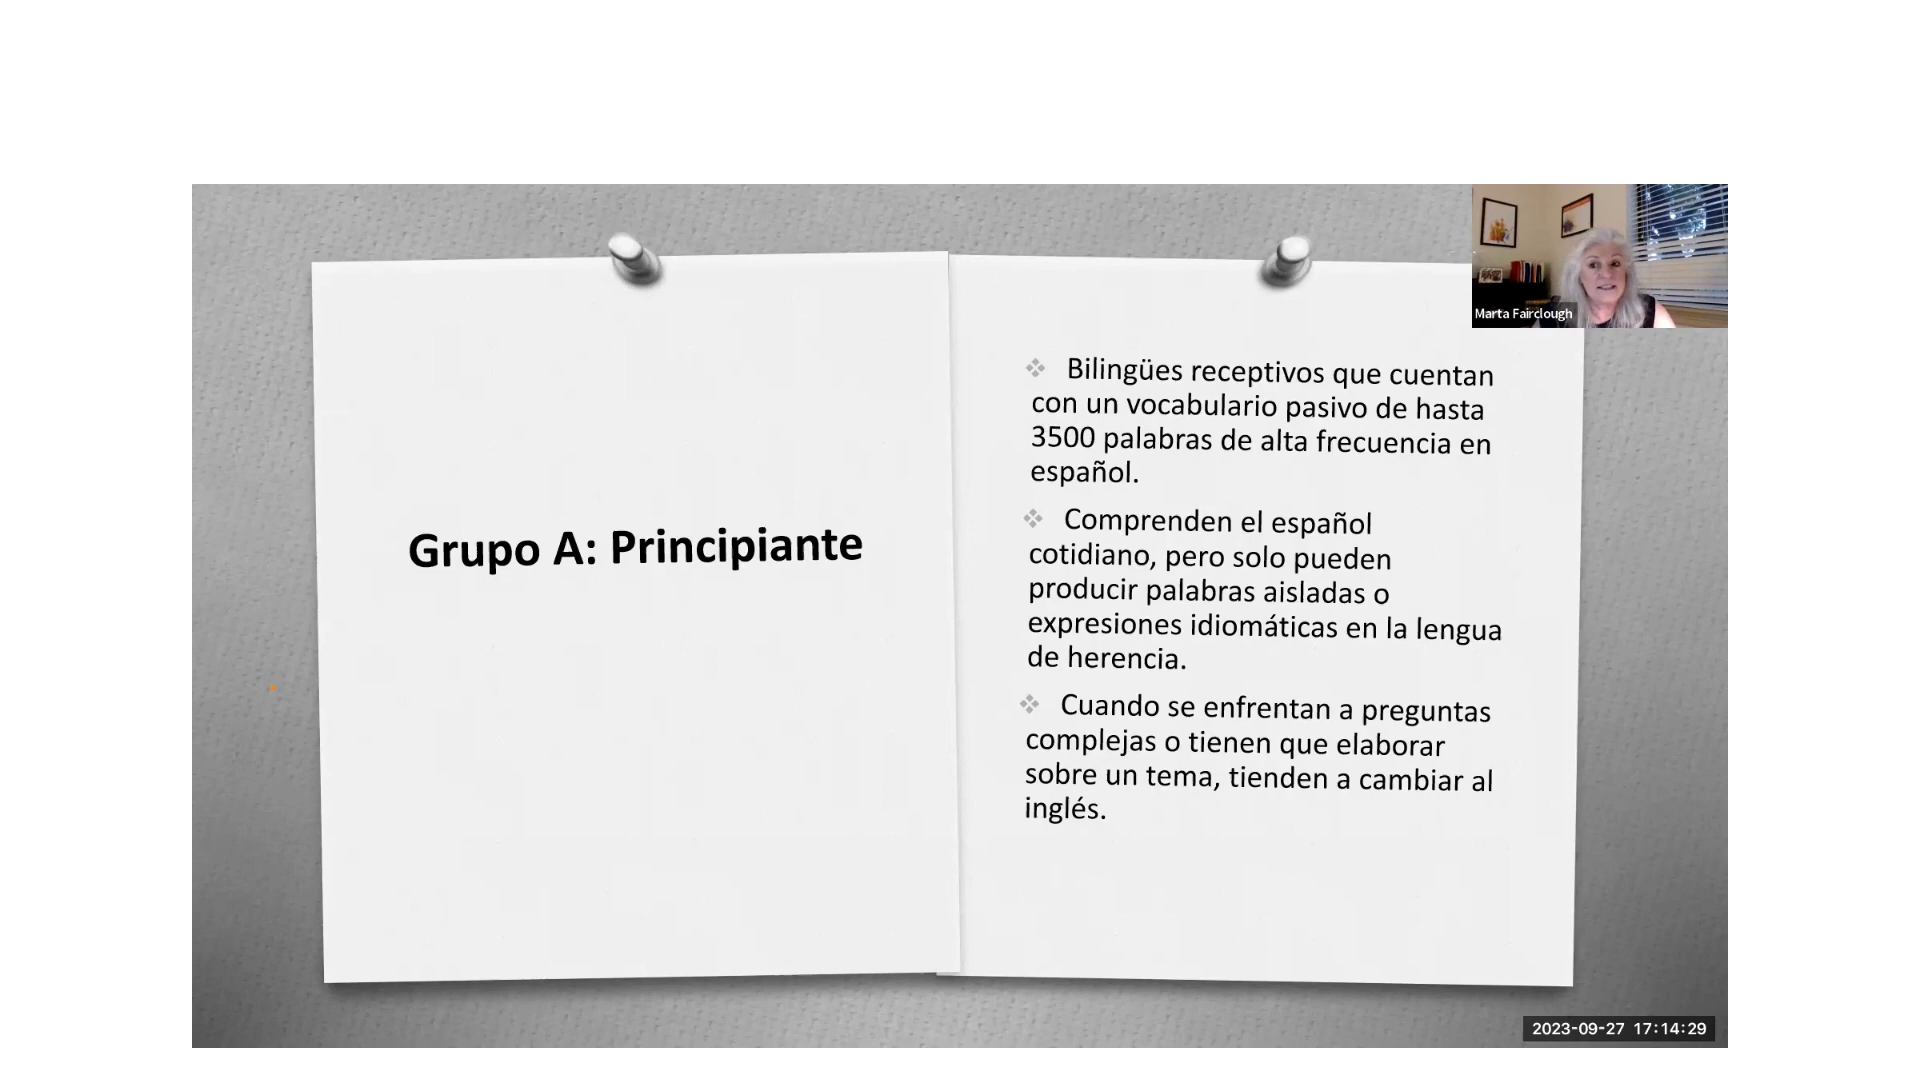 Marta Fairclough
Grupo A: Principiante
Bilingües receptivos que cuentan
con un vocabulario pasivo de hasta
3500 palabras de alta frecuencia en
español.
Comprenden el español
cotidiano, pero solo pueden
producir palabras aisladas o
expresiones idiomáticas en la lengua
de herencia.
Cuando se enfrentan a preguntas
complejas o tienen que elaborar
sobre un tema, tienden a cambiar al
inglés.
2023-09-27 17:14:29